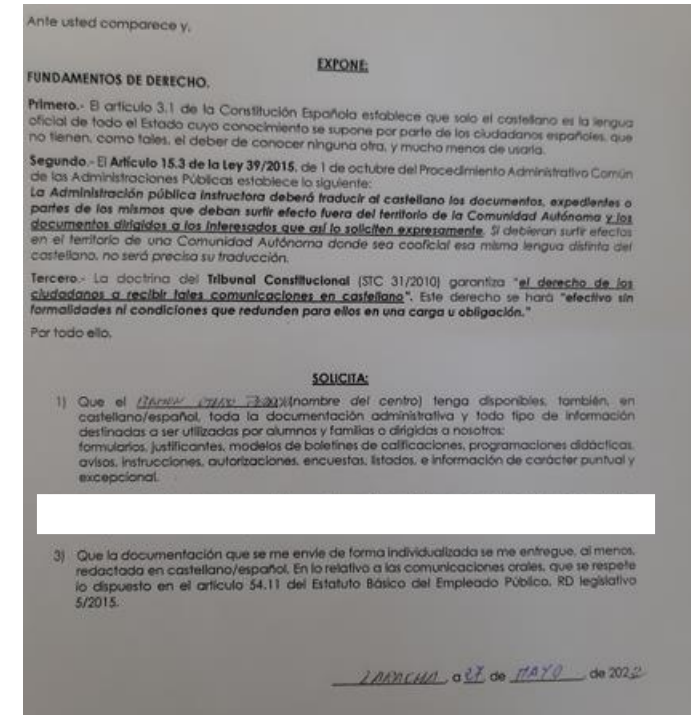 Ante usted comparece y,
EXPONE:
FUNDAMENTOS DE DERECHO.
Primero.- El artículo 3.1 de la Constitución Española establece que solo el castellano es la lengua
oficial de todo el Estado cuyo conocimiento se supone por parte de los ciudadanos españoles, que
no tienen, como tales, el deber de conocer ninguna otra, y mucho menos de usarla.
Segundo.- El Artículo 15.3 de la Ley 39/2015, de 1 de octubre del Procedimiento Administrativo Común
de las Administraciones Públicas establece lo siguiente:
La Administración pública instructora deberá traducir al castellano los documentos, expedientes o
partes de los mismos que deban surtir efecto fuera del territorio de la Comunidad Autónoma y los
documentos dirigidos a los interesados que así lo soliciten expresamente. Si debieran surtir efectos
en el territorio de una Comunidad Autónoma donde sea cooficial esa misma lengua distinta del
castellano, no será precisa su traducción.
Tercero.- La doctrina del Tribunal Constitucional (STC 31/2010) garantiza "el derecho de los
ciudadanos a recibir tales comunicaciones en castellano". Este derecho se hará "efectivo sin
formalidades ni condiciones que redunden para ellos en una carga u obligación."
Por todo ello,
SOLICITA:
1) Que el (nombre del centro) tenga disponibles, también, en
castellano/español, toda la documentación administrativa y todo tipo de información
destinadas a ser utilizadas por alumnos y familias o dirigidas a nosotros:
formularios, justificantes, modelos de boletines de calificaciones, programaciones didácticas,
avisos, instrucciones, autorizaciones, encuestas, listados, e información de carácter puntual y
excepcional.
3) Que la documentación que se me envíe de forma individualizada se me entregue, al menos,
redactada en castellano/español. En lo relativo a las comunicaciones orales, que se respete
lo dispuesto en el artículo 54.11 del Estatuto Básico del Empleado Público, RD legislativo
5/2015.
LARACHA, a 27 de MAYO de 2022